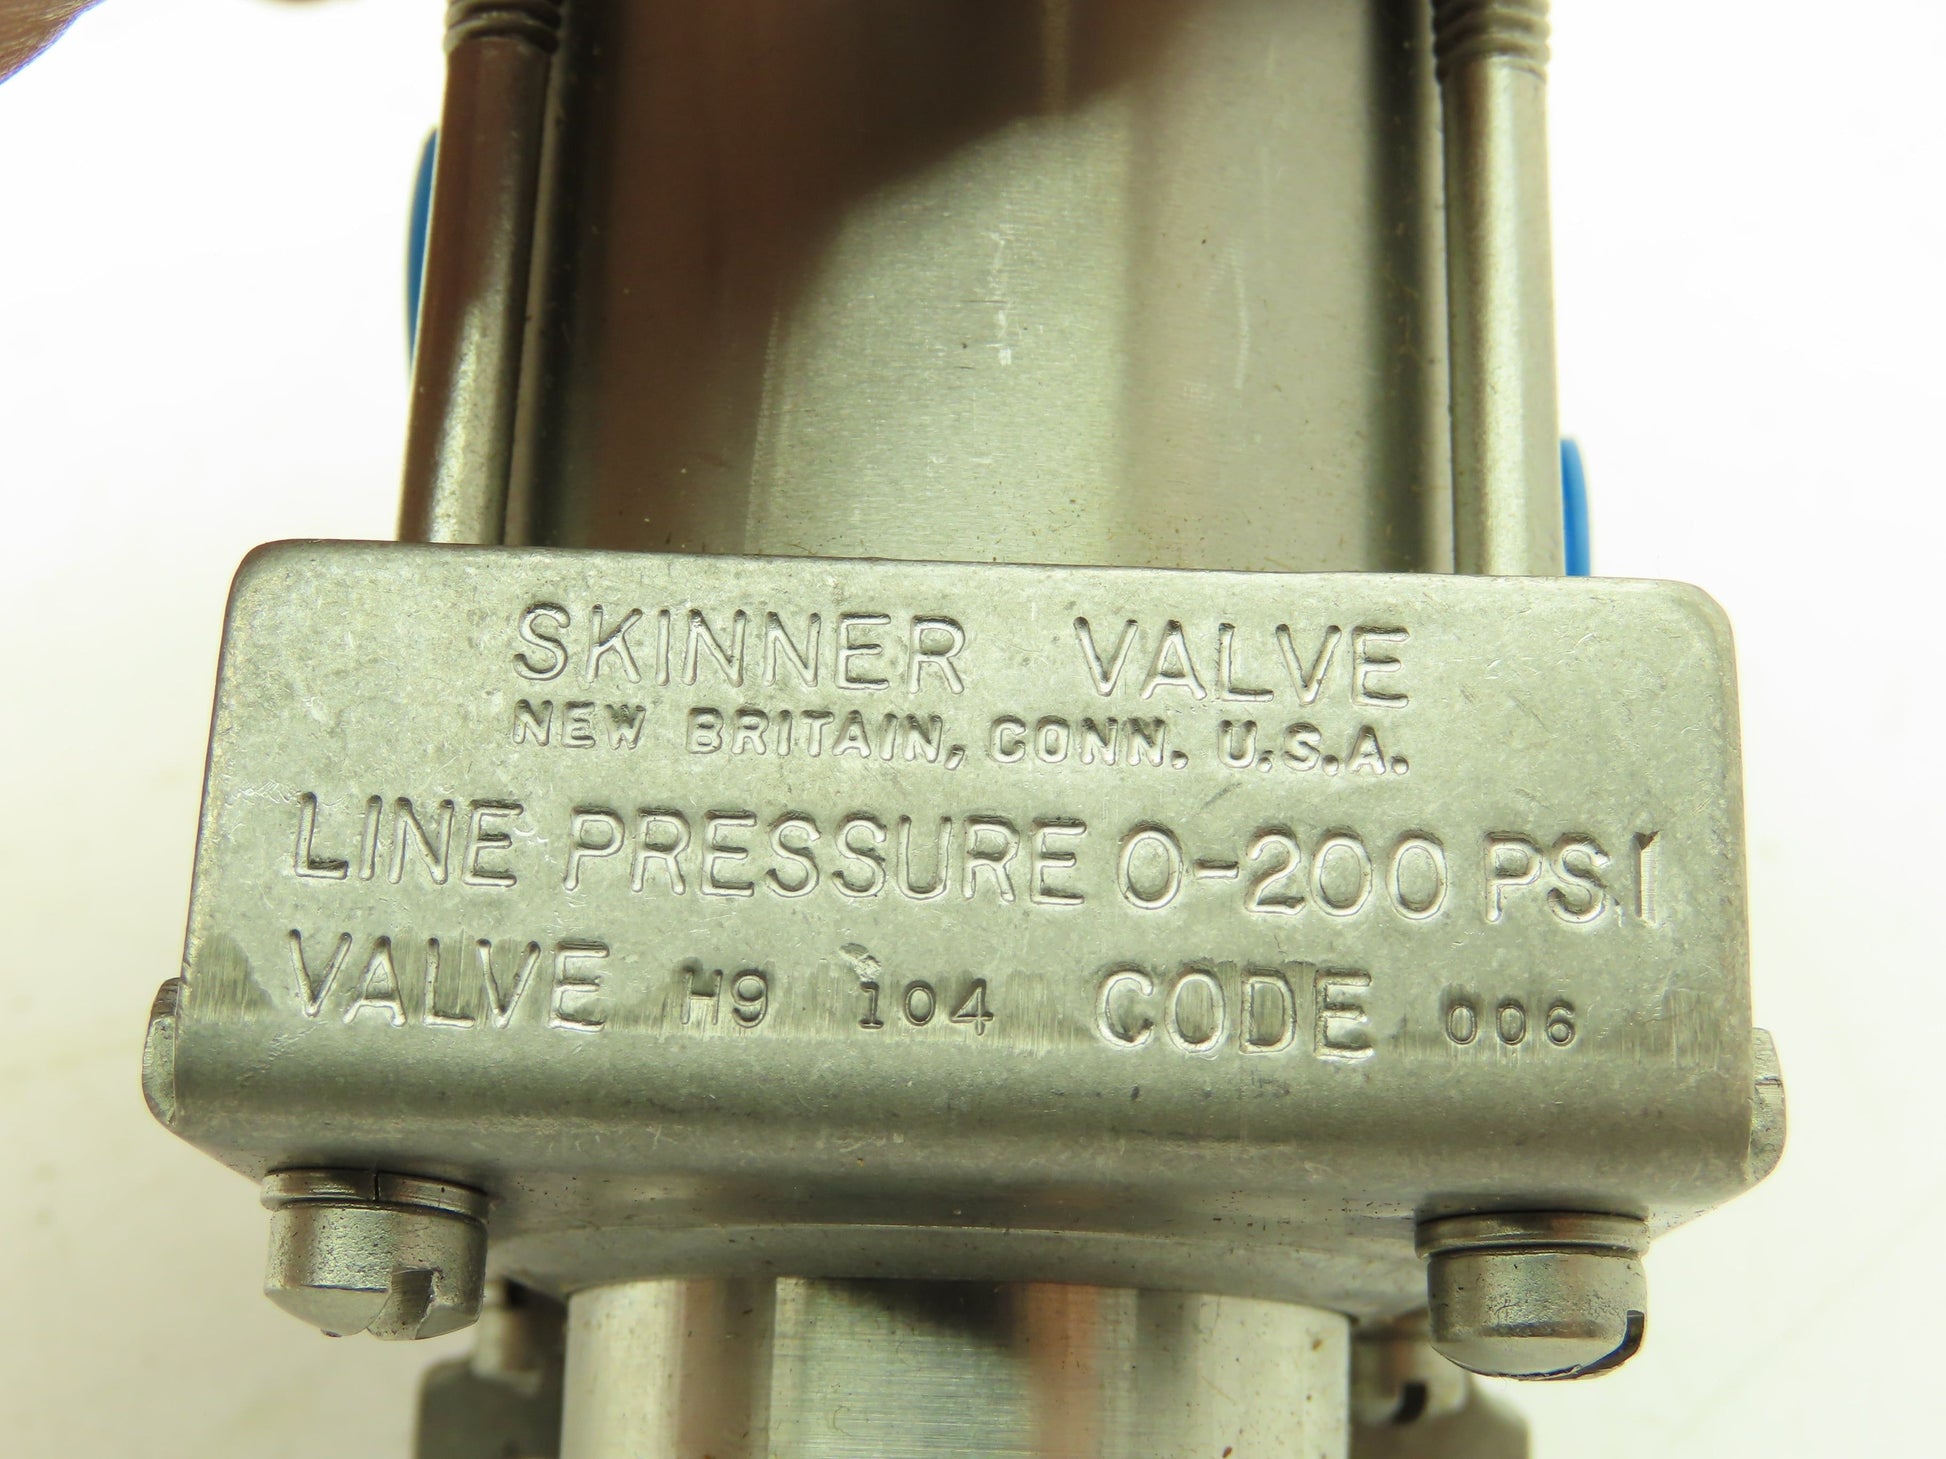 SKINNER VALVE
NEW BRITAIN, CONN. U.S.A.
LINE PRESSURE 0-200 PSI
VALVE H9 104 CODE 006